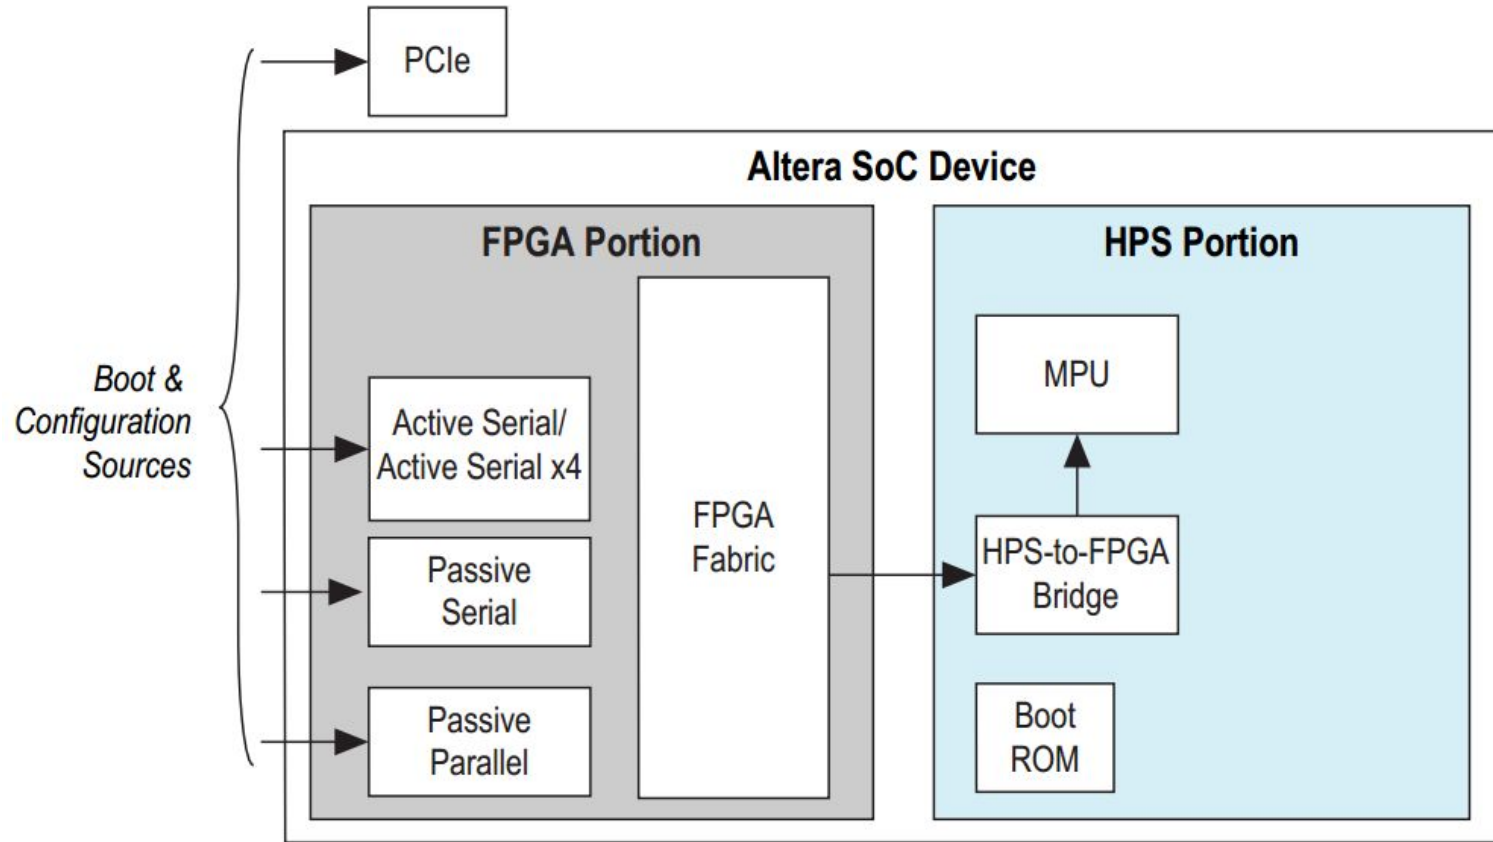 PCIe
Altera SoC Device
FPGA Portion
HPS Portion
Boot &
Configuration
Sources
Active Serial/
Active Serial x4
Passive
Serial
Passive
Parallel
FPGA
Fabric
MPU
HPS-to-FPGA
Bridge
Boot
ROM